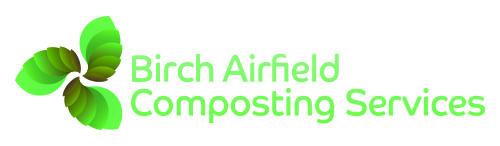 Birch Airfield
Composting Services